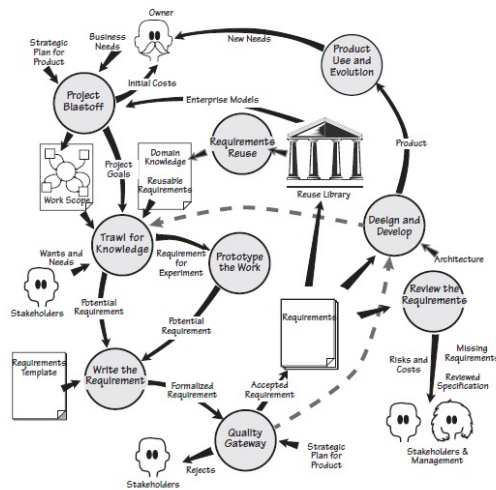 Owner
Strategic
Plan for
Product
Business
Needs
New Needs
Product
Use and
Evolution
Project
Blastoff
Initial Costs
Enterprise Models
Project
Goals
Domain
Knowledge
Reusable
Requirements
Requirements
Reuse
Reuse Library
Product
Work Scope
Trawl for
Knowledge
Requirement
for
Experiment
Prototype
the Work
Design and
Develop
Architecture
Wants and
Needs
Stakeholders
Potential
Requirement
Potential
Requirement
Requirements
Review the
Requirements
Requirements
Template
Write the
Requirement
Formalized
Requirement
Accepted
Requirement
Risks and
Costs
Missing
Requirements
Reviewed
Specification
Quality
Gateway
Strategic
Plan for
Product
Rejects
Stakeholders
Stakeholders &
Management